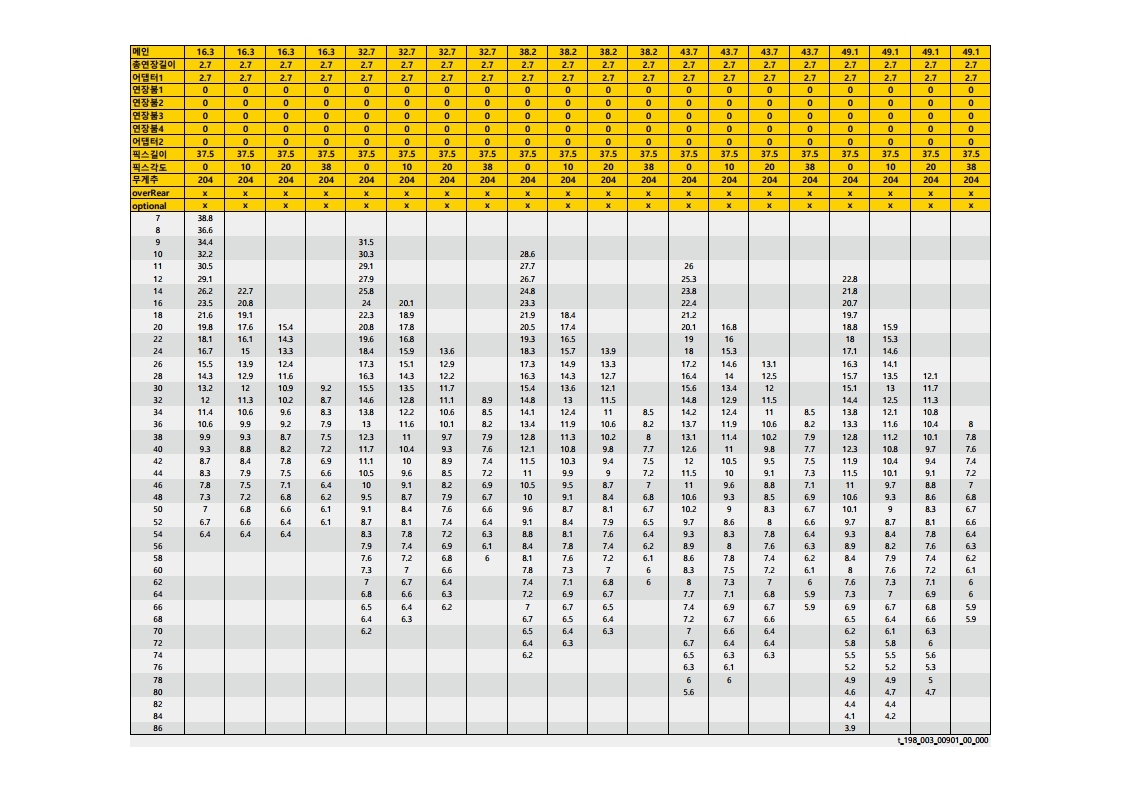 메인 16.3 16.3 16.3 16.3 32.7 32.7 32.7 32.7 38.2 38.2 38.2 38.2 43.7 43.7 43.7 43.7 49.1 49.1 49.1 49.1
총연장길이 2.7 2.7 2.7 2.7 2.7 2.7 2.7 2.7 2.7 2.7 2.7 2.7 2.7 2.7 2.7 2.7 2.7 2.7 2.7 2.7
어댑터1 2.7 2.7 2.7 2.7 2.7 2.7 2.7 2.7 2.7 2.7 2.7 2.7 2.7 2.7 2.7 2.7 2.7 2.7 2.7 2.7
연장붐1 0 0 0 0 0 0 0 0 0 0 0 0 0 0 0 0 0 0 0 0
연장붐2 0 0 0 0 0 0 0 0 0 0 0 0 0 0 0 0 0 0 0 0
연장붐3 0 0 0 0 0 0 0 0 0 0 0 0 0 0 0 0 0 0 0 0
연장붐4 0 0 0 0 0 0 0 0 0 0 0 0 0 0 0 0 0 0 0 0
어댑터2 0 0 0 0 0 0 0 0 0 0 0 0 0 0 0 0 0 0 0 0
픽스길이 37.5 37.5 37.5 37.5 37.5 37.5 37.5 37.5 37.5 37.5 37.5 37.5 37.5 37.5 37.5 37.5 37.5 37.5 37.5 37.5
픽스각도 0 10 20 38 0 10 20 38 0 10 20 38 0 10 20 38 0 10 20 38
무게추 204 204 204 204 204 204 204 204 204 204 204 204 204 204 204 204 204 204 204 204
overRear x x x x x x x x x x x x x x x x x x x x
optional x x x x x x x x x x x x x x x x x x x x
7 38.8
8 36.6
9 34.4 31.5
10 32.2 30.3 28.6
11 30.5 29.1 27.7 26
12 29.1 27.9 26.7 25.3 22.8
14 26.2 22.7 25.8 24.8 23.8 21.8
16 23.5 20.8 24 20.1 23.3 22.4 20.7
18 21.6 19.1 22.3 18.9 21.9 18.4 21.2 19.7
20 19.8 17.6 15.4 20.8 17.8 20.5 17.4 20.1 16.8 18.8 15.9
22 18.1 16.1 14.3 19.6 16.8 19.3 16.5 19 16 18 15.3
24 16.7 15 13.3 18.4 15.9 13.6 18.3 15.7 13.9 18 15.3 17.1 14.6
26 15.5 13.9 12.4 17.3 15.1 12.9 17.3 14.9 13.3 17.2 14.6 13.1 16.3 14.1
28 14.3 12.9 11.6 16.3 14.3 12.2 16.3 14.3 12.7 16.4 14 12.5 15.7 13.5 12.1
30 13.2 12 10.9 9.2 15.5 13.5 11.7 15.4 13.6 12.1 15.6 13.4 12 15.1 13 11.7
32 12 11.3 10.2 8.7 14.6 12.8 11.1 8.9 14.8 13 11.5 14.8 12.9 11.5 14.4 12.5 11.3
34 11.4 10.6 9.6 8.3 13.8 12.2 10.6 8.5 14.1 12.4 11 8.5 14.2 12.4 11 8.5 13.8 12.1 10.8
36 10.6 9.9 9.2 7.9 13 11.6 10.1 8.2 13.4 11.9 10.6 8.2 13.7 11.9 10.6 8.2 13.3 11.6 10.4 8
38 9.9 9.3 8.7 7.5 12.3 11 9.7 7.9 12.8 11.3 10.2 8 13.1 11.4 10.2 7.9 12.8 11.2 10.1 7.8
40 9.3 8.8 8.2 7.2 11.7 10.4 9.3 7.6 12.1 10.8 9.8 7.7 12.6 11 9.8 7.7 12.3 10.8 9.7 7.6
42 8.7 8.4 7.8 6.9 11.1 10 8.9 7.4 11.5 10.3 9.4 7.5 12 10.5 9.5 7.5 11.9 10.4 9.4 7.4
44 8.3 7.9 7.5 6.6 10.5 9.6 8.5 7.2 11 9.9 9 7.2 11.5 10 9.1 7.3 11.5 10.1 9.1 7.2
46 7.8 7.5 7.1 6.4 10 9.1 8.2 6.9 10.5 9.5 8.7 7 11 9.6 8.8 7.1 11 9.7 8.8 7
48 7.3 7.2 6.8 6.2 9.5 8.7 7.9 6.7 10 9.1 8.4 6.8 10.6 9.3 8.5 6.9 10.6 9.3 8.6 6.8
50 7 6.8 6.6 6.1 9.1 8.4 7.6 6.6 9.6 8.7 8.1 6.7 10.2 9 8.3 6.7 10.1 9 8.3 6.7
52 6.7 6.6 6.4 6.1 8.7 8.1 7.4 6.4 9.1 8.4 7.9 6.5 9.7 8.6 8 6.6 9.7 8.7 8.1 6.6
54 6.4 6.4 6.4 8.3 7.8 7.2 6.3 8.8 8.1 7.6 6.4 9.3 8.3 7.8 6.4 9.3 8.4 7.8 6.4
56 7.9 7.4 6.9 6.1 8.4 7.8 7.4 6.2 8.9 8 7.6 6.3 8.9 8.2 7.6 6.3
58 7.6 7.2 6.8 6 8.1 7.6 7.2 6.1 8.6 7.8 7.4 6.2 8.4 7.9 7.4 6.2
60 7.3 7 6.6 7.8 7.3 7 6 8.3 7.5 7.2 6.1 8 7.6 7.2 6.1
62 7 6.7 6.4 7.4 7.1 6.8 6 8 7.3 7 6 7.6 7.3 7.1 6
64 6.8 6.6 6.3 7.2 6.9 6.7 7.7 7.1 6.8 5.9 7.3 7 6.9 6
66 6.5 6.4 6.2 7 6.7 6.5 7.4 6.9 6.7 5.9 6.9 6.7 6.8 5.9
68 6.4 6.3 6.7 6.5 6.4 7.2 6.7 6.6 6.5 6.4 6.6 5.9
70 6.2 6.5 6.4 6.3 7 6.6 6.4 6.2 6.1 6.3
72 6.4 6.3 6.7 6.4 6.4 5.8 5.8 6
74 6.2 6.5 6.3 6.3 5.5 5.5 5.6
76 6.3 6.1 5.2 5.2 5.3
78 6 6 4.9 4.9 5
80 5.6 4.6 4.7 4.7
82 4.4 4.4
84 4.1 4.2
86 3.9
t_198_003_00901_00_000